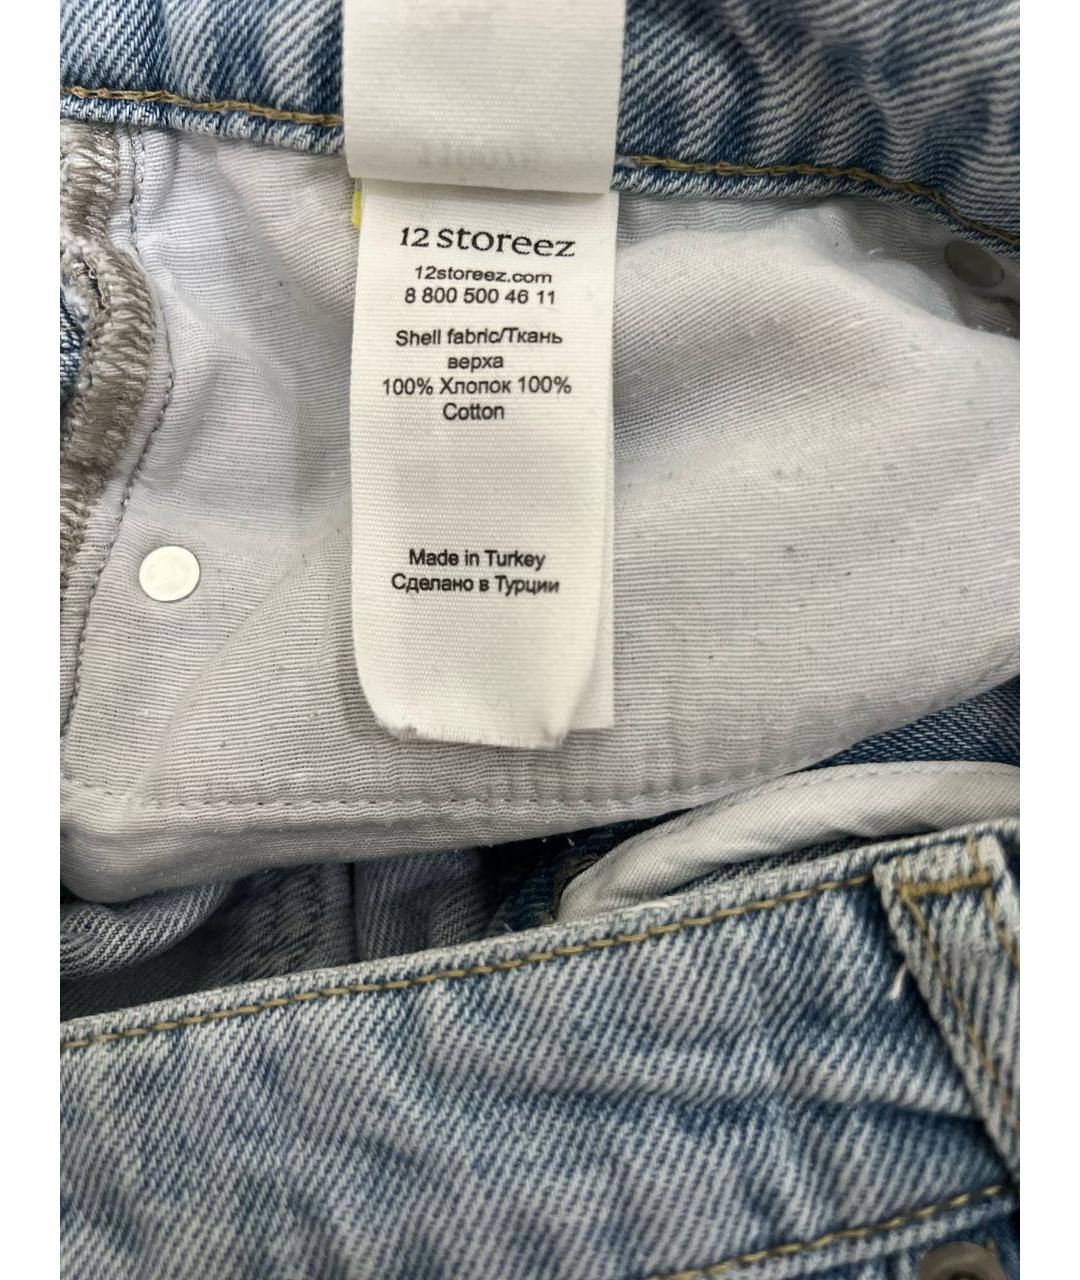 12 storeez
12storeez.com
8 800 500 46 11
Shell fabric/Ткань
верха
100% Хлопок 100%
Cotton
Made in Turkey
Сделано в Турции